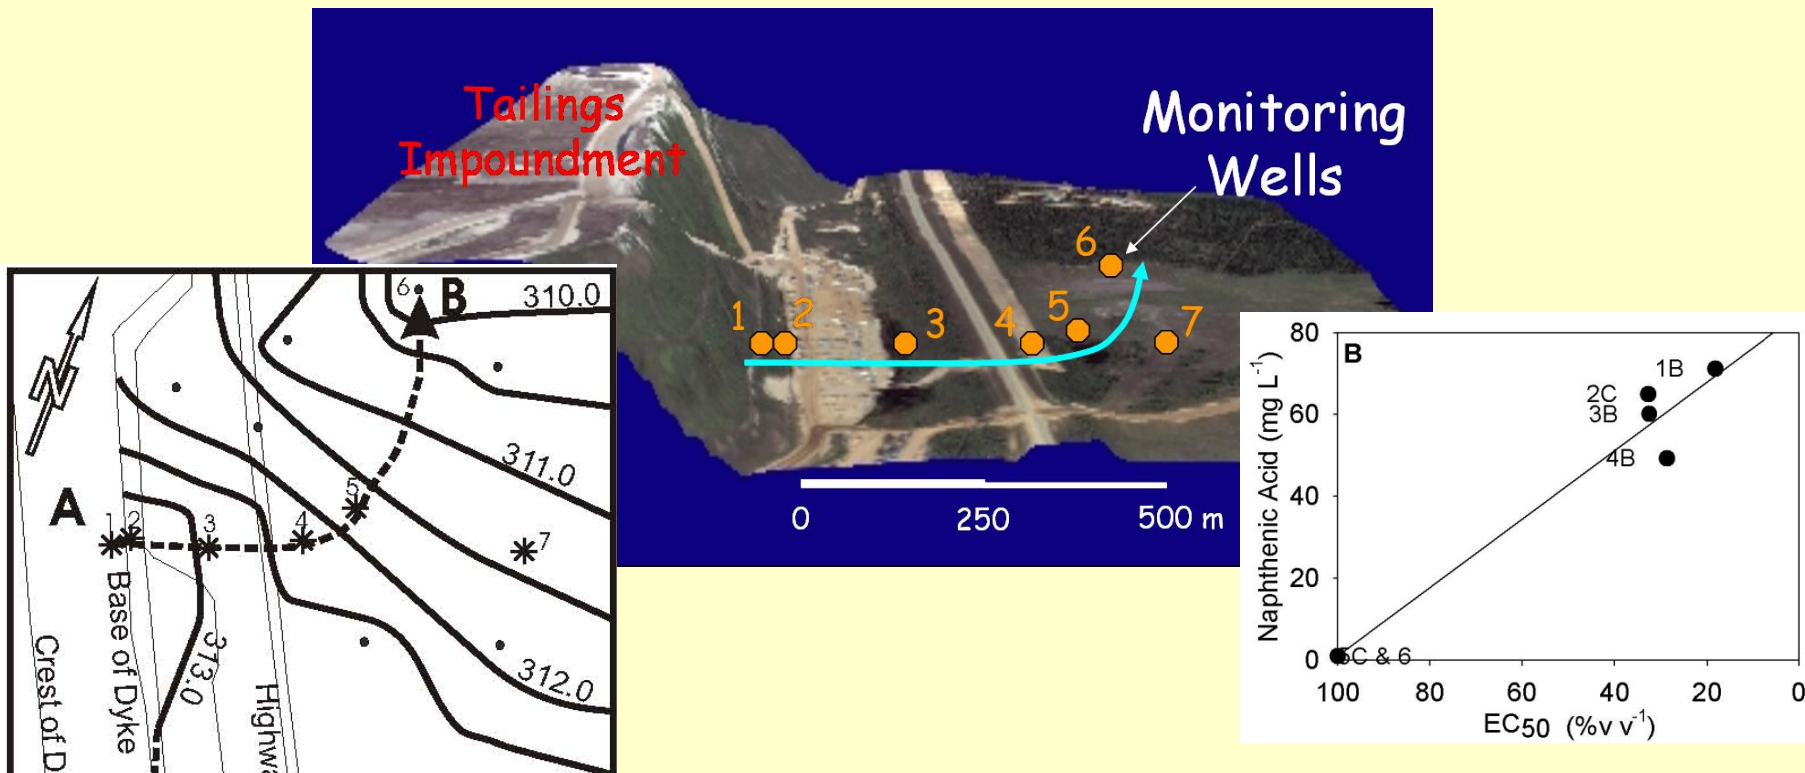 Tailings
Impoundment
Monitoring
Wells
1
2
3
4
5
6
7
0
250
500 m
A
B
N
1
2
3
4
5
6
7
310.0
311.0
312.0
313.0
Crest of D
Base of Dyke
Highwa
B
Naphthenic Acid (mg L-1)
80
60
40
20
0
1B
2C
3B
4B
5C & 6
100
80
60
40
20
0
EC50 (%v v-1)